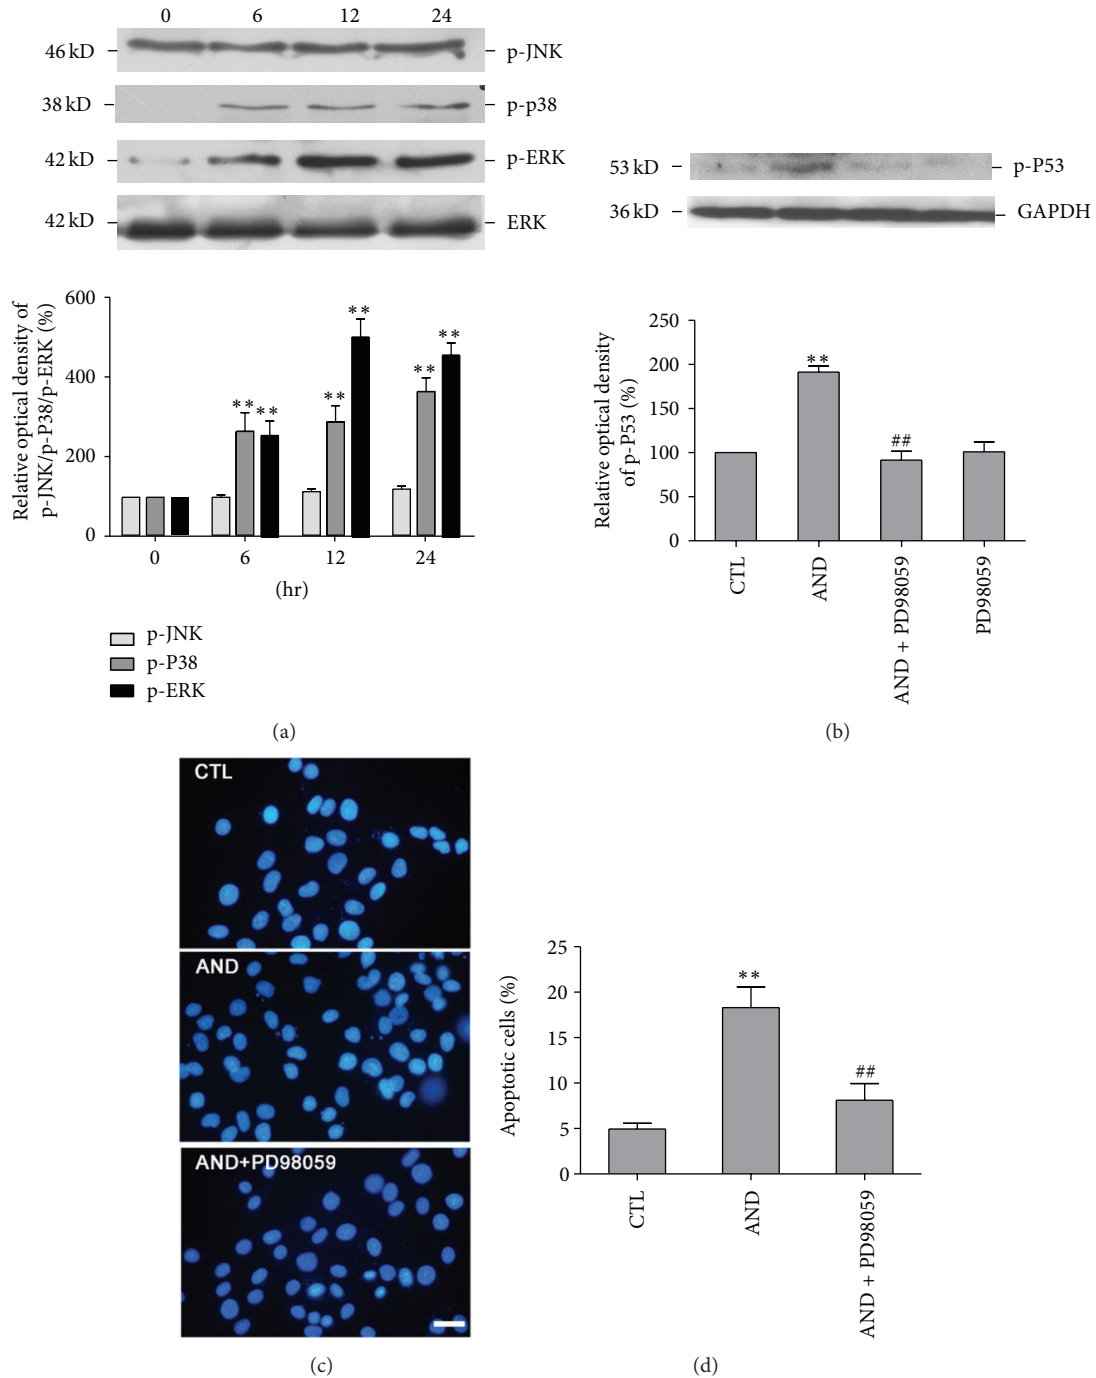 0 6 12 24
46 kD p-JNK
38 kD p-p38
42 kD p-ERK
42 kD ERK
Relative optical density of
p-JNK/p-P38/p-ERK (%)
600
400
200
0
** **
** **
** **
0 6 12 24
(hr)
p-JNK
p-P38
p-ERK
(a)
53 kD p-P53
36 kD GAPDH
Relative optical density
of p-P53 (%)
250
200
150
100
50
0
**
##
CTL
AND
AND + PD98059
PD98059
(b)
CTL
AND
AND+PD98059
(c)
Apoptotic cells (%)
25
20
15
10
5
0
**
##
CTL
AND
AND + PD98059
(d)